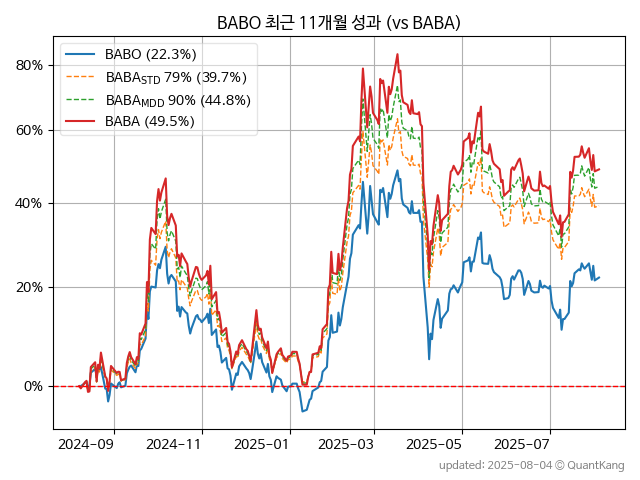 BABO 최근 11개월 성과 (vs BABA)
BABO (22.3%)
BABA_STD 79% (39.7%)
BABA_MDD 90% (44.8%)
BABA (49.5%)
80%
60%
40%
20%
0%
2024-09 2024-11 2025-01 2025-03 2025-05 2025-07
updated: 2025-08-04 © QuantKang